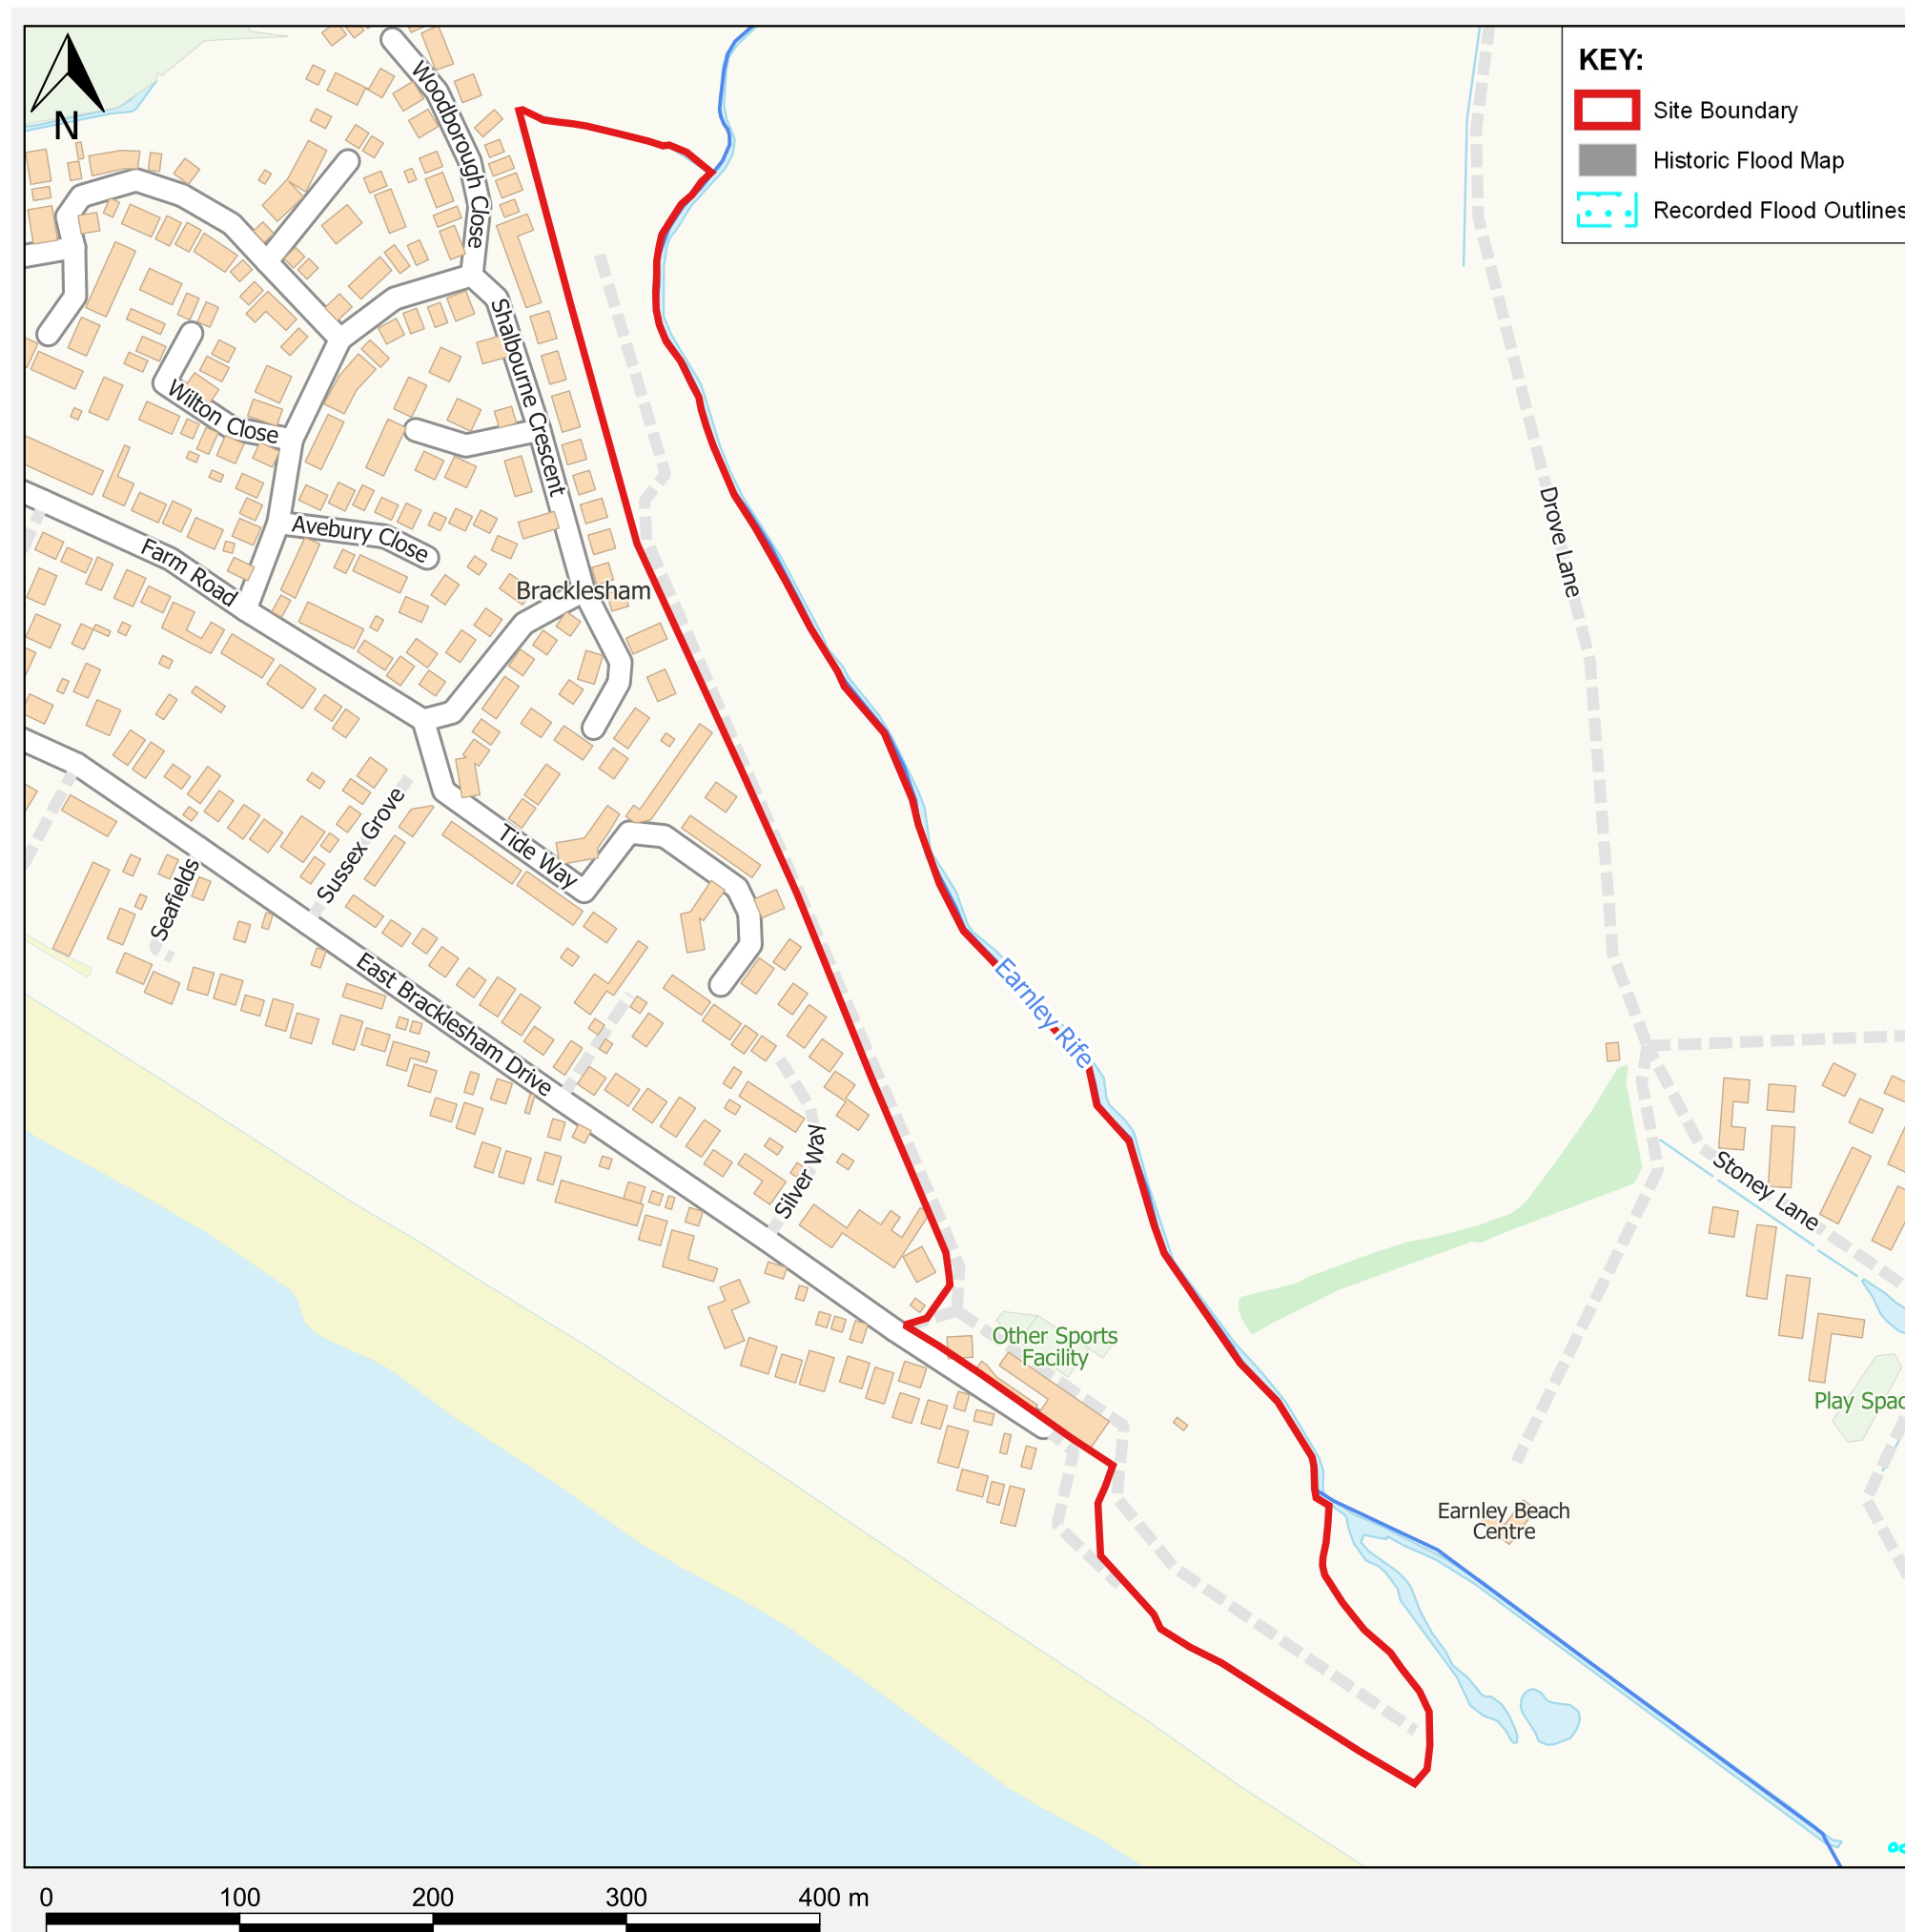 N
KEY:
Site Boundary
Historic Flood Map
Recorded Flood Outlines
Woodborough Close
Shalbourne Crescent
Wilton Close
Avebury Close
Farm Road
Bracklesham
Drove Lane
Sussex Grove
Tide Way
Seafields
East Bracklesham Drive
Earnley Rife
Silver Way
Stoney Lane
Other Sports
Facility
Play Spac
Earnley Beach
Centre
0 100 200 300 400 m